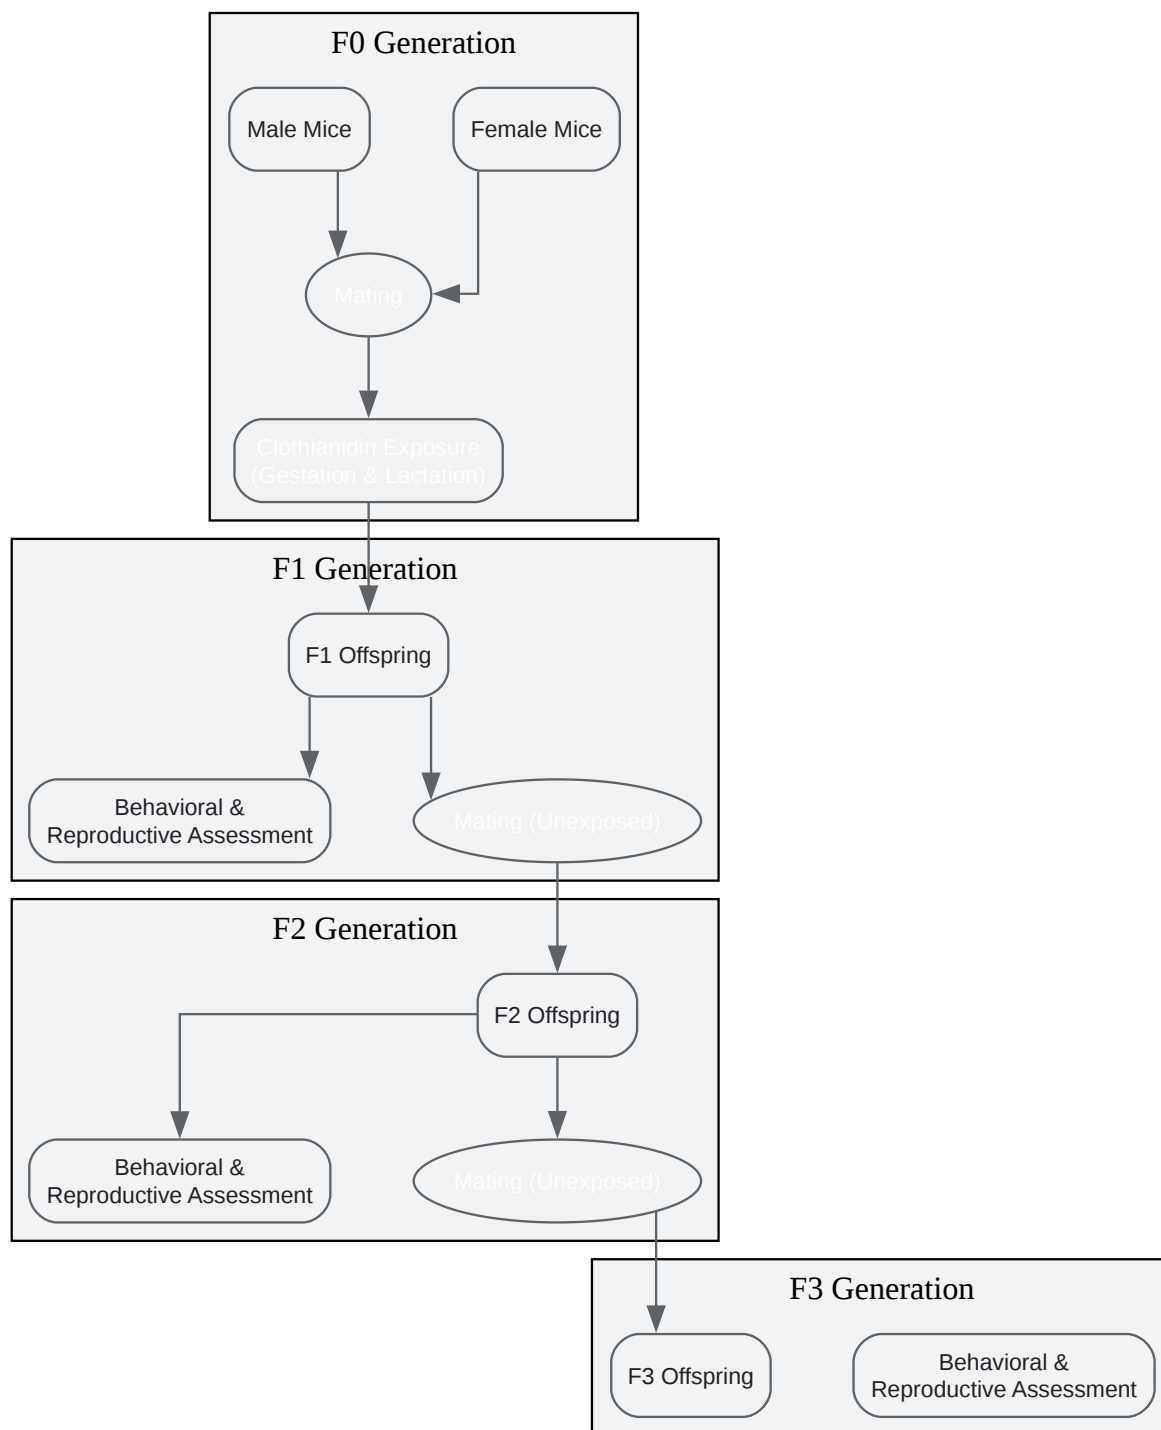 F0 Generation
Male Mice
Female Mice
Mating
Clothianidin Exposure
(Gestation & Lactation)
F1 Generation
F1 Offspring
Behavioral &
Reproductive Assessment
Mating (Unexposed)
F2 Generation
F2 Offspring
Behavioral &
Reproductive Assessment
Mating (Unexposed)
F3 Generation
F3 Offspring
Behavioral &
Reproductive Assessment